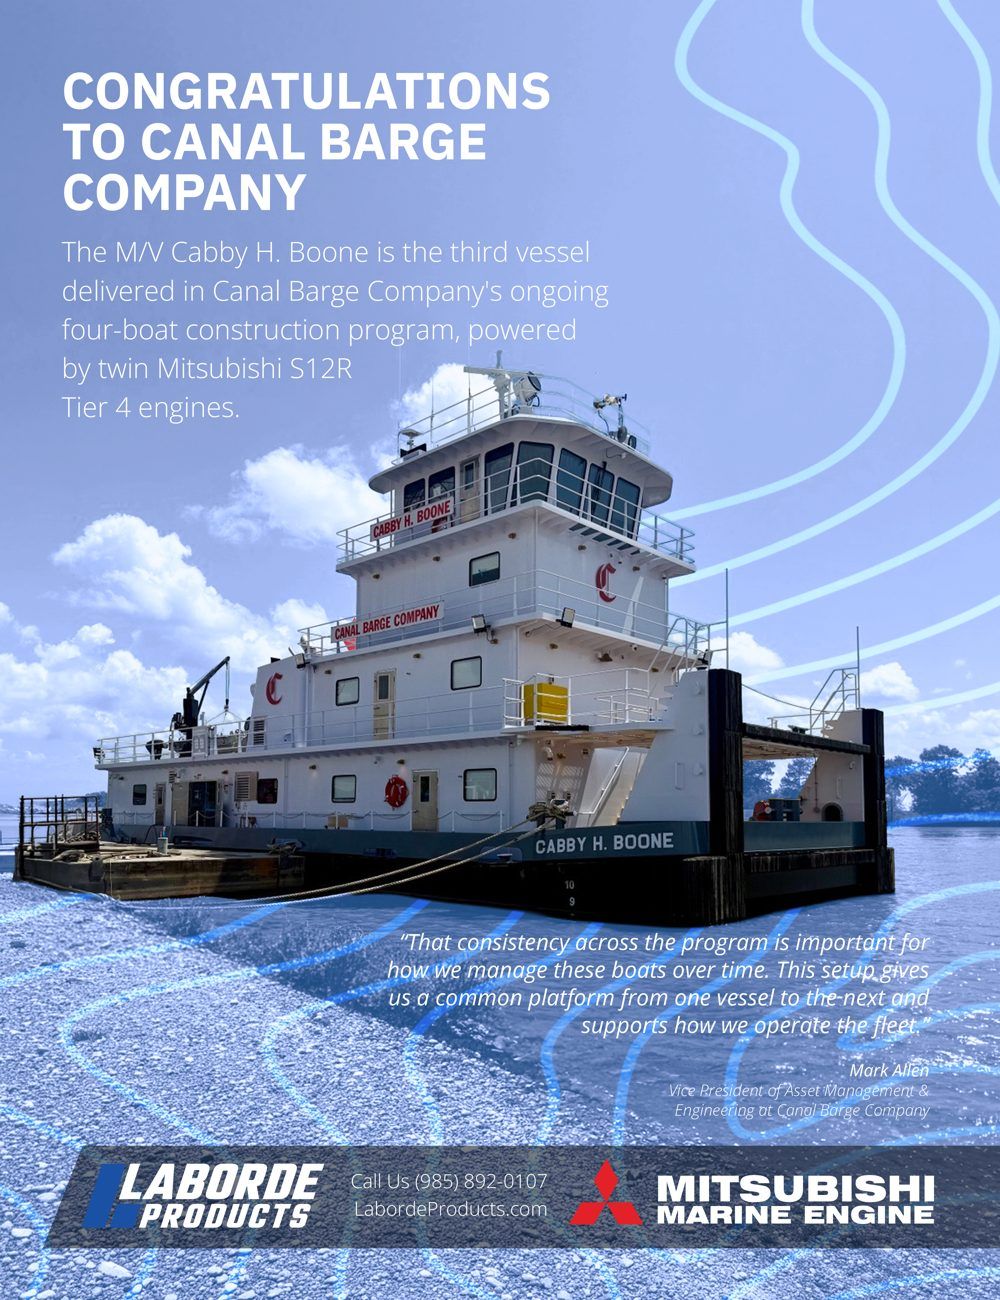 CONGRATULATIONS
TO CANAL BARGE
COMPANY
The M/V Cabby H. Boone is the third vessel
delivered in Canal Barge Company's ongoing
four-boat construction program, powered
by twin Mitsubishi S12R
Tier 4 engines.
CABBY H. BOONE
C
CANAL BARGE COMPANY
C
CABBY H. BOONE
10
9
“That consistency across the program is important for
how we manage these boats over time. This setup gives
us a common platform from one vessel to the next and
supports how we operate the fleet.”
Mark Allen
Vice President of Asset Management &
Engineering at Canal Barge Company
LABORDE
PRODUCTS
Call Us (985) 892-0107
LabordeProducts.com
MITSUBISHI
MARINE ENGINE